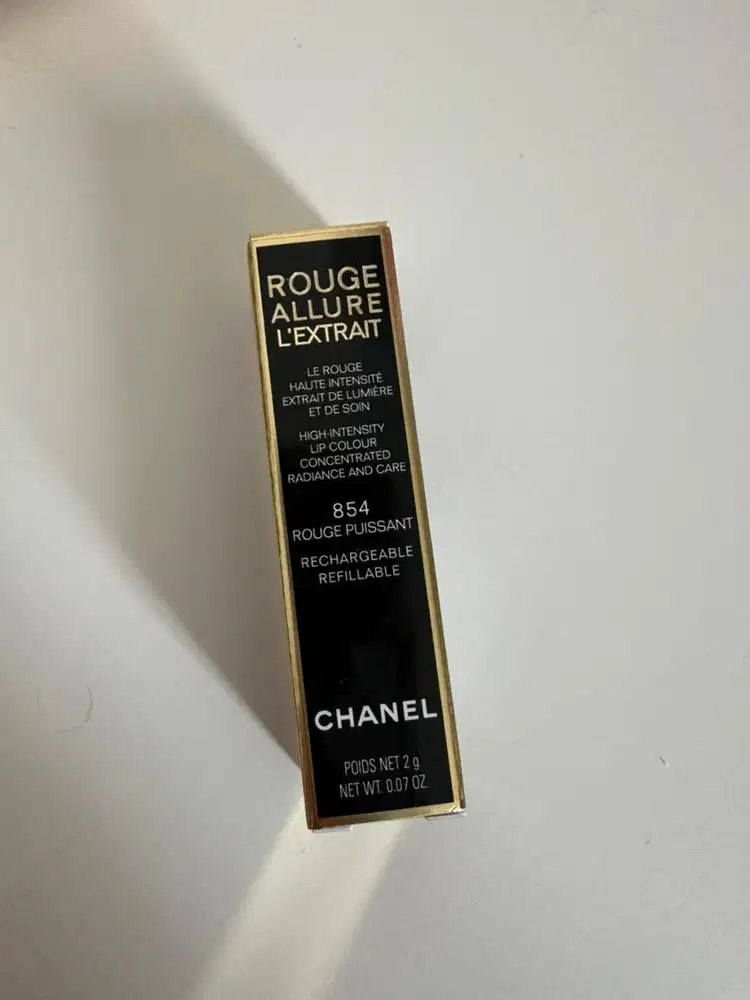 ROUGE
ALLURE
L'EXTRAIT
LE ROUGE
HAUTE INTENSITÉ
EXTRAIT DE LUMIÈRE
ET DE SOIN
HIGH-INTENSITY
LIP COLOUR
CONCENTRATED
RADIANCE AND CARE
854
ROUGE PUISSANT
RECHARGEABLE
REFILLABLE
CHANEL
POIDS NET 2 g
NET WT. 0.07 OZ.